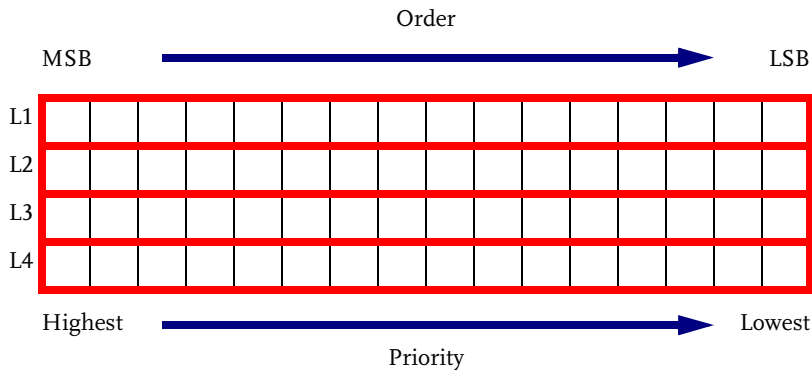 Order
MSB LSB
L1
L2
L3
L4
Highest Lowest
Priority